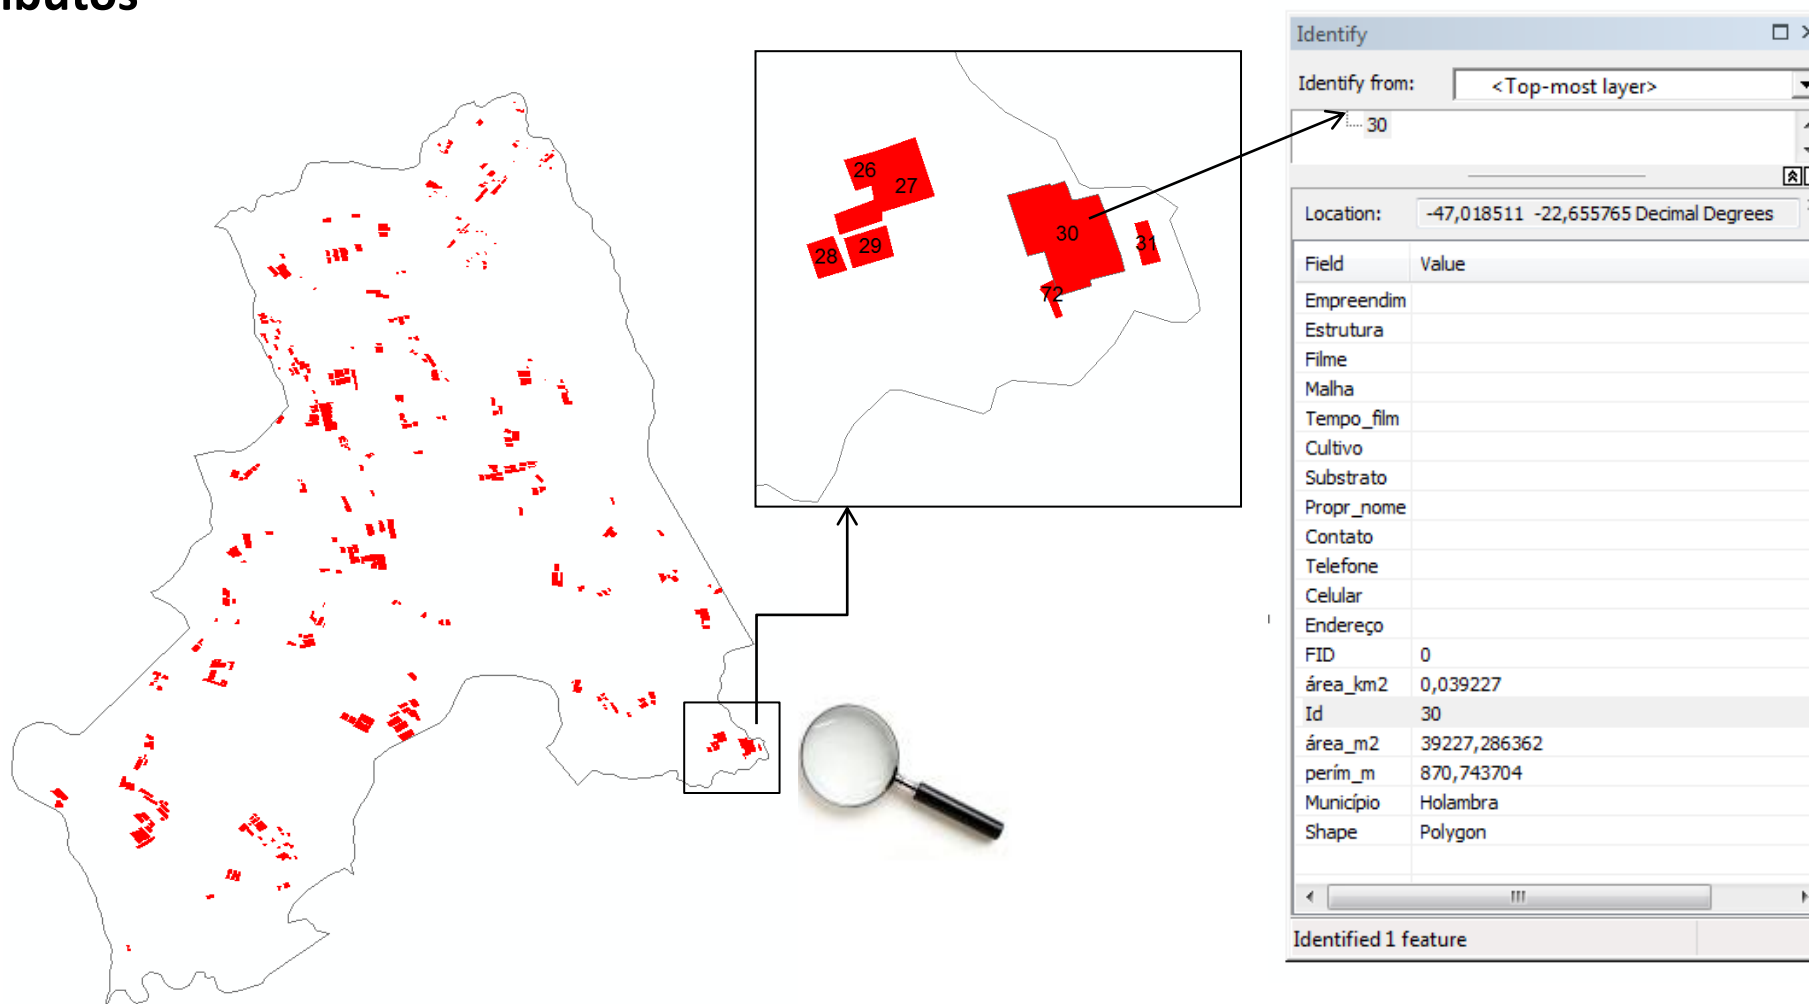 Identify
Identify from: <Top-most layer>
30
Location: -47,018511 -22,655765 Decimal Degrees
Field Value
Empreendim
Estrutura
Filme
Malha
Tempo_film
Cultivo
Substrato
Propr_nome
Contato
Telefone
Celular
Endereço
FID 0
área_km2 0,039227
Id 30
área_m2 39227,286362
perím_m 870,743704
Município Holambra
Shape Polygon
Identified 1 feature
26
27
28
29
30
31
72